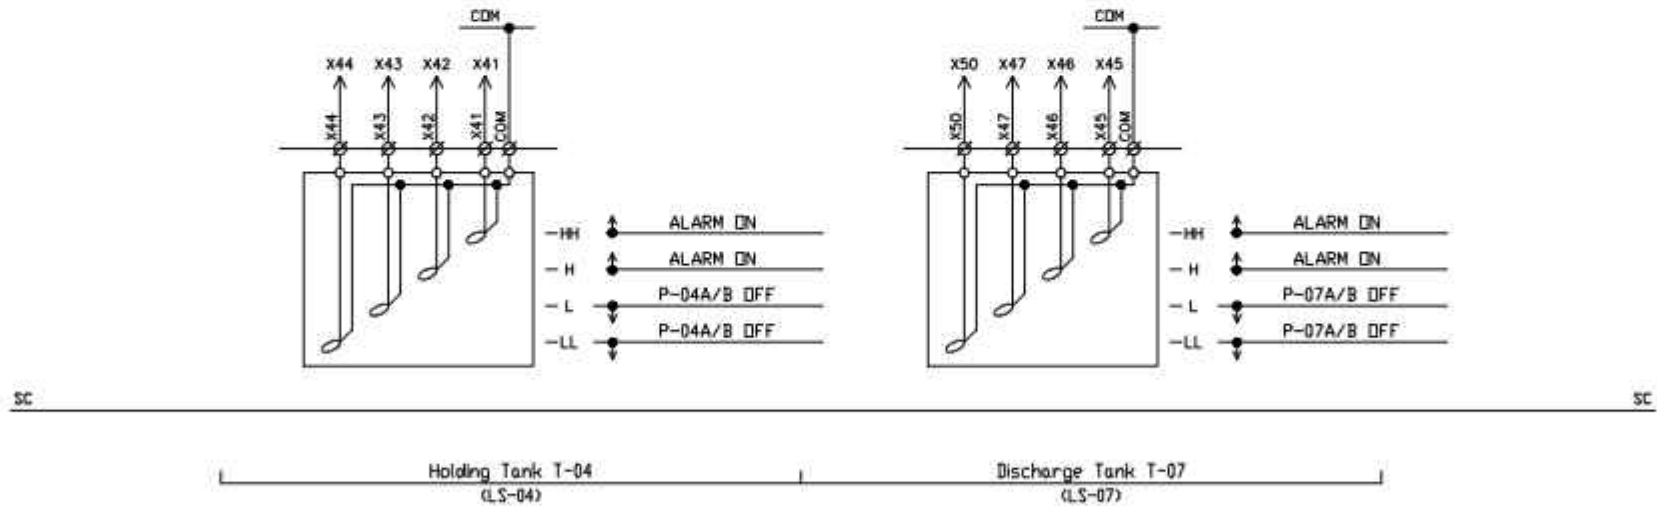 COM COM
X44 X43 X42 X41 X50 X47 X46 X45
X44 X43 X42 X41 COM X50 X47 X46 X45 COM
HH ALARM ON HH ALARM ON
H ALARM ON H ALARM ON
L P-04A/B OFF L P-07A/B OFF
LL P-04A/B OFF LL P-07A/B OFF
SC SC
Holding Tank T-04 Discharge Tank T-07
(LS-04) (LS-07)